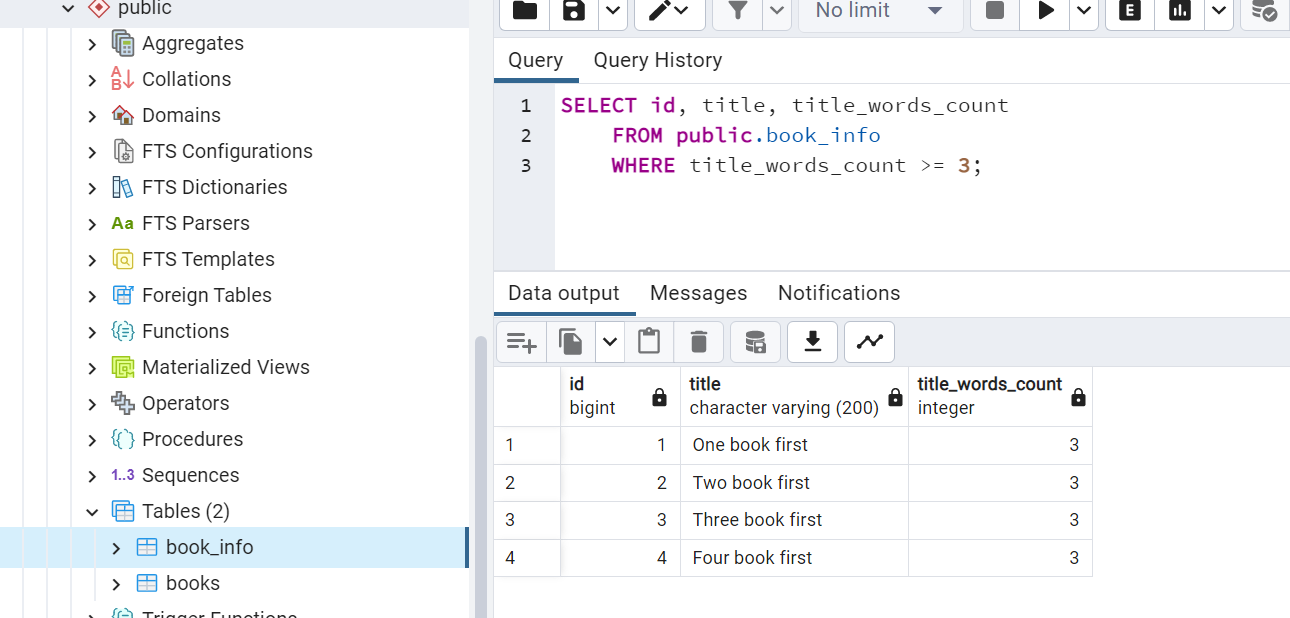 public
Aggregates
Collations
Domains
FTS Configurations
FTS Dictionaries
Aa FTS Parsers
FTS Templates
Foreign Tables
Functions
Materialized Views
Operators
Procedures
1..3 Sequences
Tables (2)
book_info
books
Trigger Functions
No limit
E
Query Query History
1 SELECT id, title, title_words_count
2 FROM public.book_info
3 WHERE title_words_count >= 3;
Data output Messages Notifications
id title title_words_count
bigint character varying (200) integer
1 1 One book first 3
2 2 Two book first 3
3 3 Three book first 3
4 4 Four book first 3